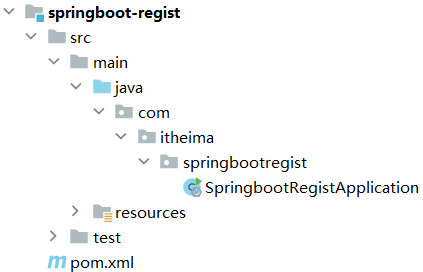 springboot-regist
src
main
java
com
itheima
springbootregist
SpringbootRegistApplication
resources
test
pom.xml